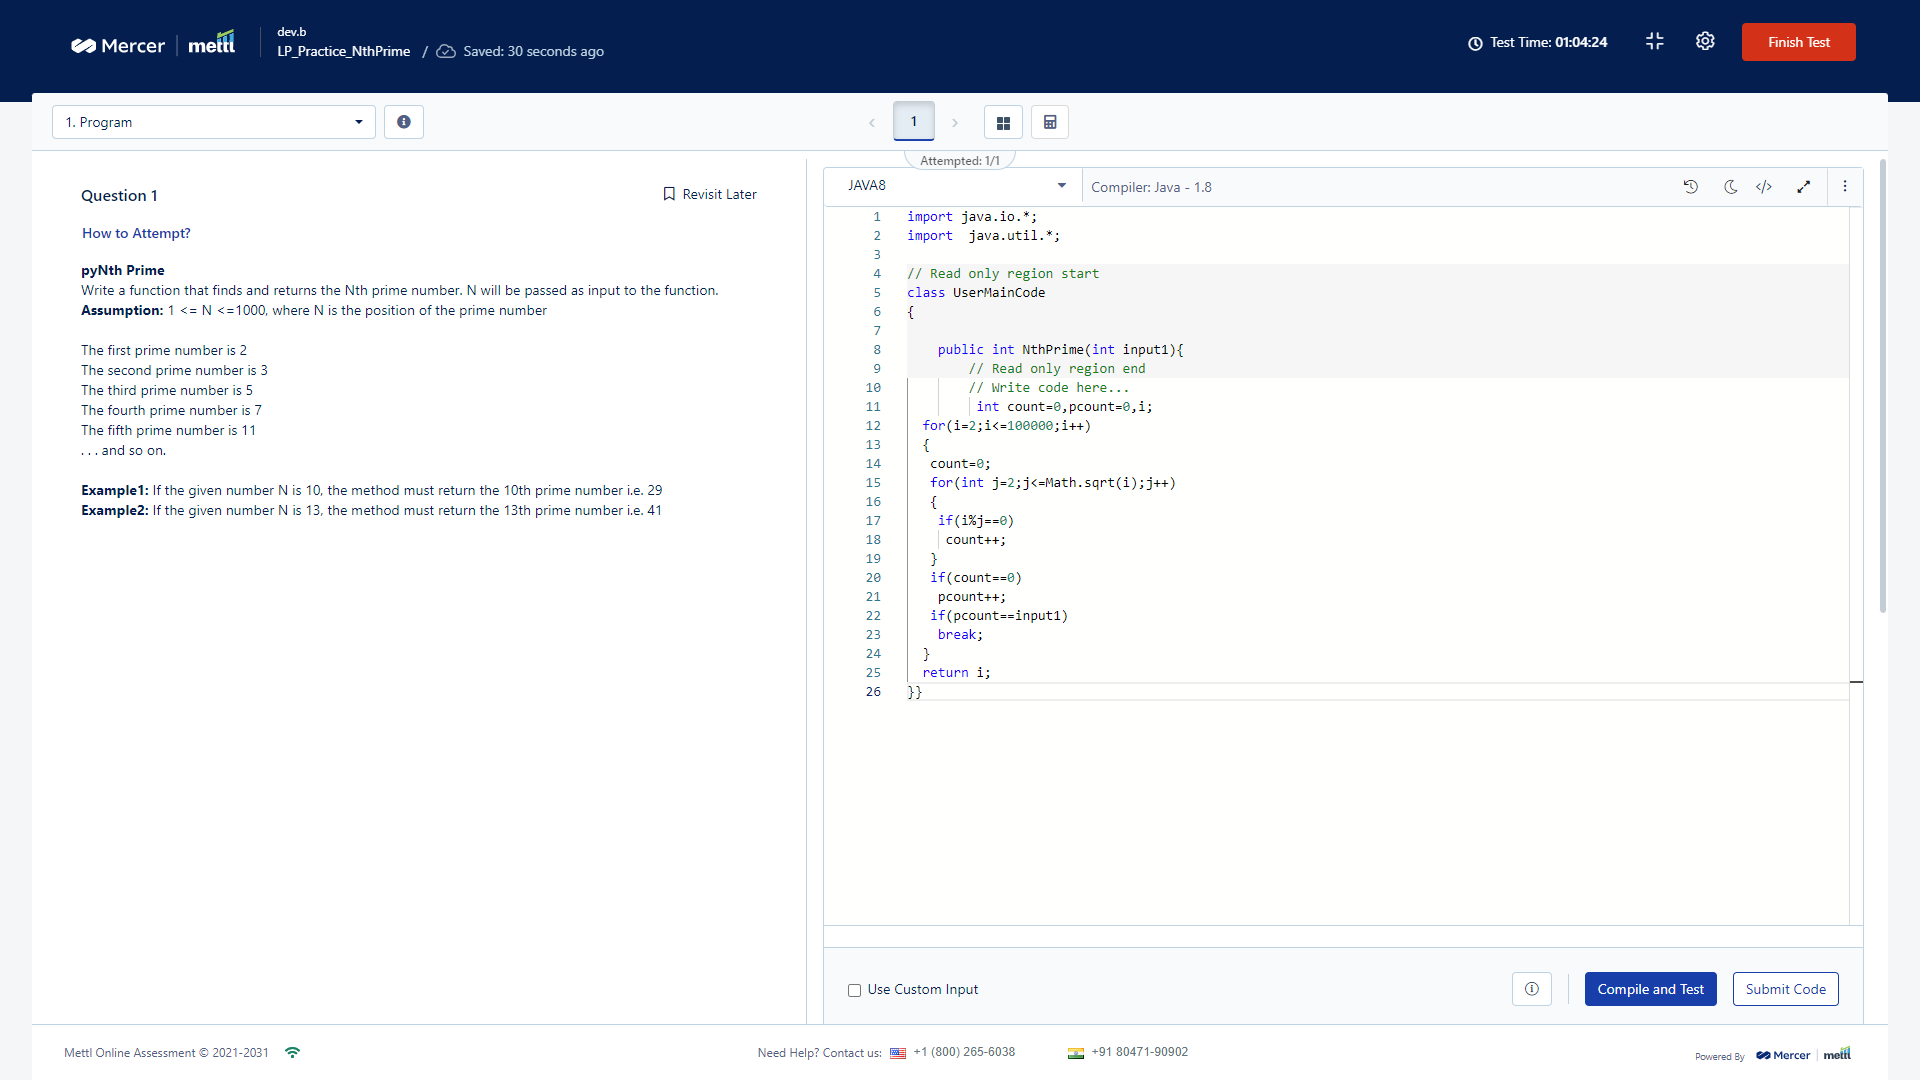 Mercer | mettl
dev.b
LP_Practice_NthPrime / Saved: 30 seconds ago
Test Time: 01:04:24
Finish Test
1. Program
1
Attempted: 1/1
Question 1
Revisit Later
How to Attempt?
pyNth Prime
Write a function that finds and returns the Nth prime number. N will be passed as input to the function.
Assumption: 1 <= N <=1000, where N is the position of the prime number
The first prime number is 2
The second prime number is 3
The third prime number is 5
The fourth prime number is 7
The fifth prime number is 11
. . . and so on.
Example1: If the given number N is 10, the method must return the 10th prime number i.e. 29
Example2: If the given number N is 13, the method must return the 13th prime number i.e. 41
JAVA8
Compiler: Java - 1.8
1 import java.io.*;
2 import  java.util.*;
3
4 // Read only region start
5 class UserMainCode
6 {
7
8     public int NthPrime(int input1){
9         // Read only region end
10         // Write code here...
11          int count=0,pcount=0,i;
12   for(i=2;i<=100000;i++)
13   {
14    count=0;
15    for(int j=2;j<=Math.sqrt(i);j++)
16    {
17     if(i%j==0)
18      count++;
19    }
20    if(count==0)
21     pcount++;
22    if(pcount==input1)
23     break;
24   }
25   return i;
26 }}
Use Custom Input
Compile and Test
Submit Code
Mettl Online Assessment © 2021-2031
Need Help? Contact us: +1 (800) 265-6038
+91 80471-90902
Powered By Mercer | mettl